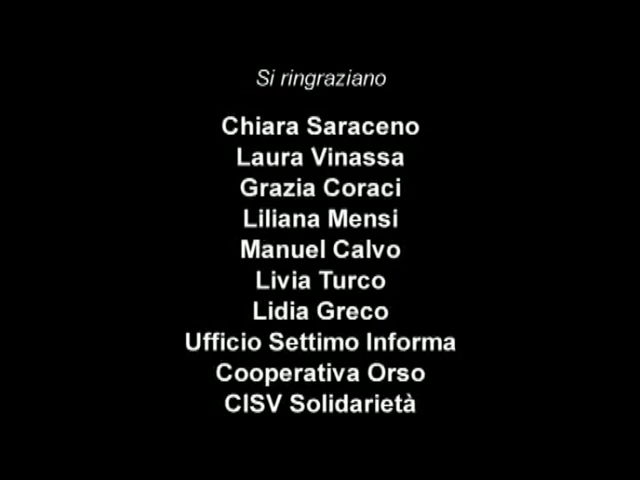 Si ringraziano
Chiara Saraceno
Laura Vinassa
Grazia Coraci
Liliana Mensi
Manuel Calvo
Livia Turco
Lidia Greco
Ufficio Settimo Informa
Cooperativa Orso
CISV Solidarietà